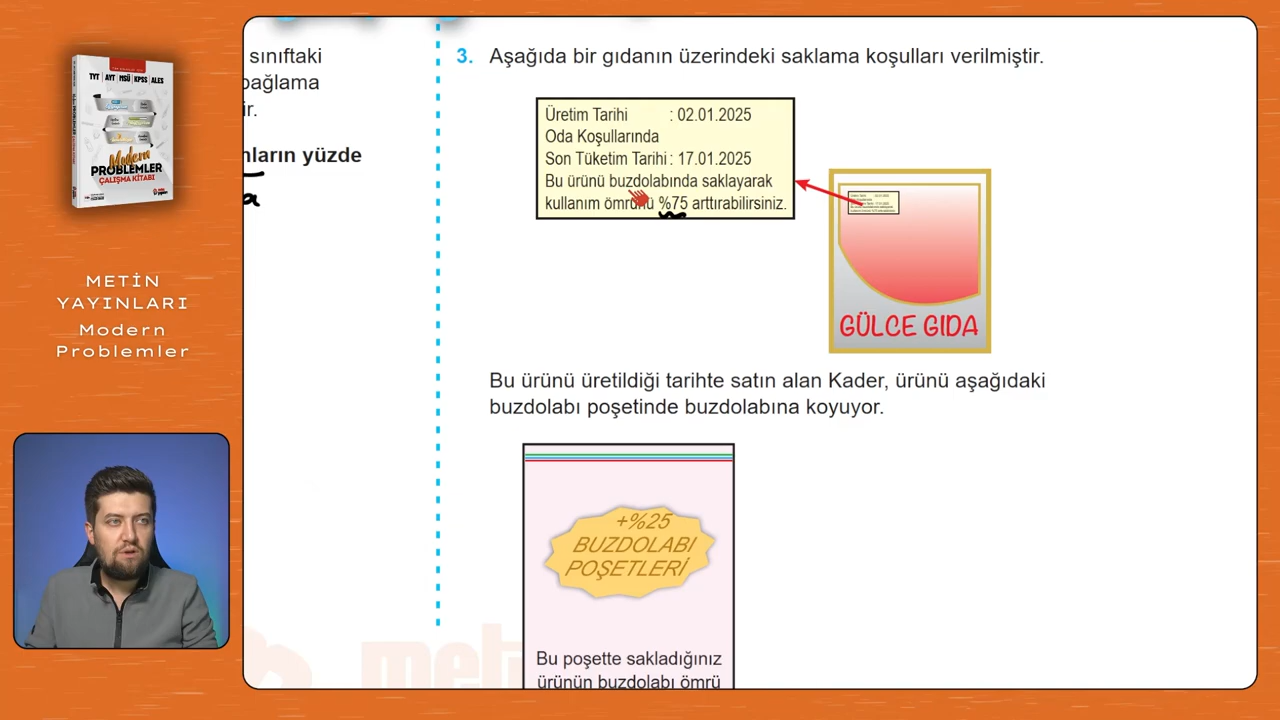 TYT AYT MSÜ KPSS ALES
Modern
PROBLEMLER
ÇALIŞMA KİTABI
METİN
YAYINLARI
Modern
Problemler
sınıftaki
bağlama
ir.
nların yüzde
a
3. Aşağıda bir gıdanın üzerindeki saklama koşulları verilmiştir.
Üretim Tarihi : 02.01.2025
Oda Koşullarında
Son Tüketim Tarihi : 17.01.2025
Bu ürünü buzdolabında saklayarak
kullanım ömrünü %75 arttırabilirsiniz.
GÜLCE GIDA
Bu ürünü üretildiği tarihte satın alan Kader, ürünü aşağıdaki
buzdolabı poşetinde buzdolabına koyuyor.
+%25
BUZDOLABI
POŞETLERİ
Bu poşette sakladığınız
ürünün buzdolabı ömrü